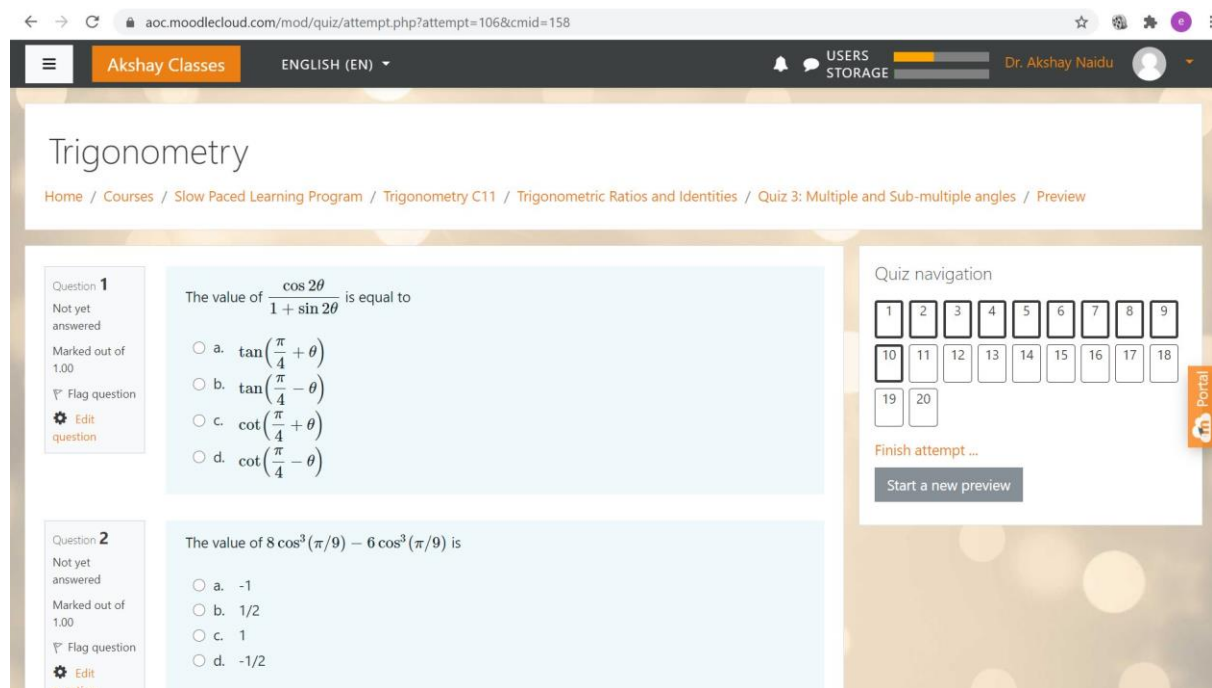 aoc.moodlecloud.com/mod/quiz/attempt.php?attempt=106&cmid=158
e
Akshay Classes
ENGLISH (EN)
USERS
STORAGE
Dr. Akshay Naidu
Trigonometry
Home / Courses / Slow Paced Learning Program / Trigonometry C11 / Trigonometric Ratios and Identities / Quiz 3: Multiple and Sub-multiple angles / Preview
Question 1
Not yet
answered
Marked out of
1.00
Flag question
Edit
question
The value of cos 2θ / 1 + sin 2θ is equal to
a. tan(π/4 + θ)
b. tan(π/4 − θ)
c. cot(π/4 + θ)
d. cot(π/4 − θ)
Question 2
Not yet
answered
Marked out of
1.00
Flag question
Edit
The value of 8 cos³(π/9) − 6 cos³(π/9) is
a. -1
b. 1/2
c. 1
d. -1/2
Quiz navigation
1 2 3 4 5 6 7 8 9
10 11 12 13 14 15 16 17 18
19 20
Finish attempt ...
Start a new preview
m Portal